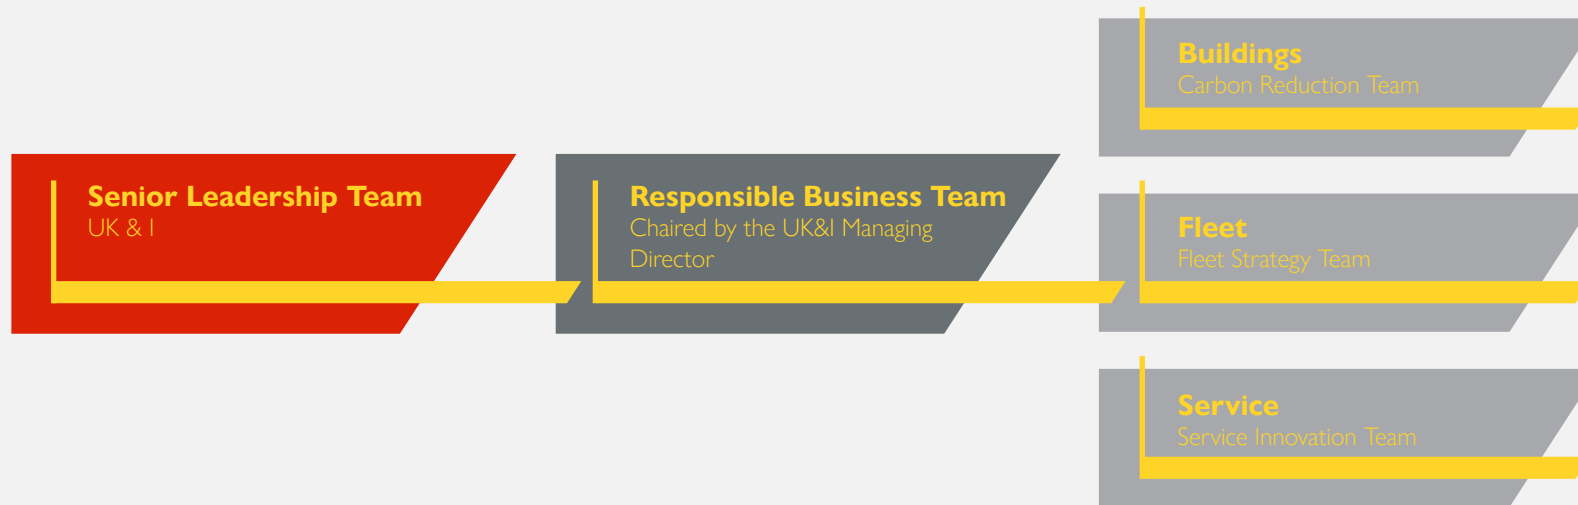 Senior Leadership Team
UK & I
Responsible Business Team
Chaired by the UK&I Managing
Director
Buildings
Carbon Reduction Team
Fleet
Fleet Strategy Team
Service
Service Innovation Team